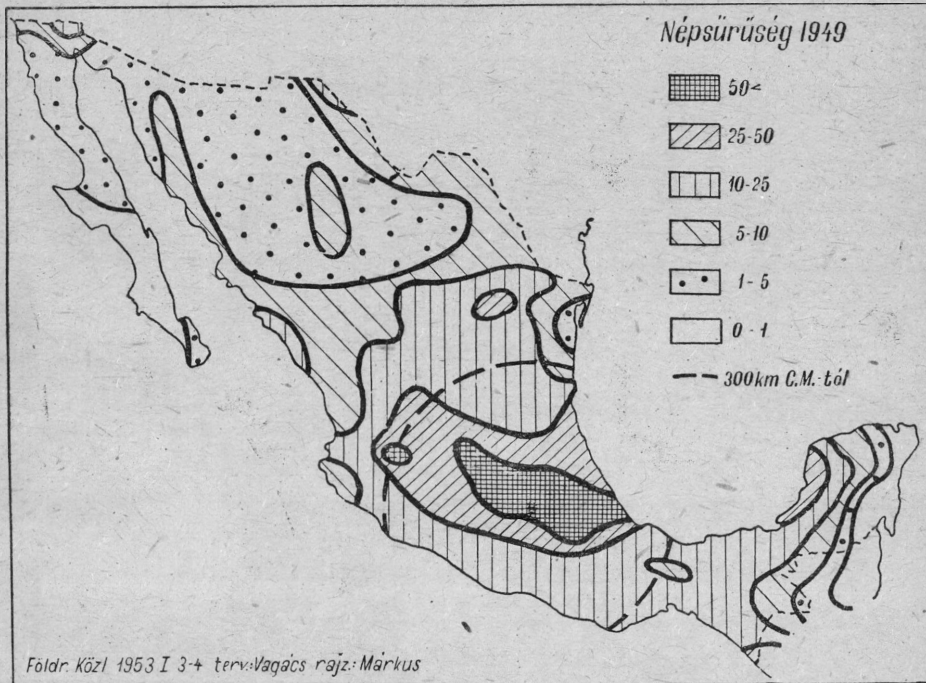 Népsürüség 1949
50<
25-50
10-25
5-10
1-5
0-1
300km C.M.-tól
Földr. Közl 1953 I 3-4 terv.:Vagács rajz.: Márkus